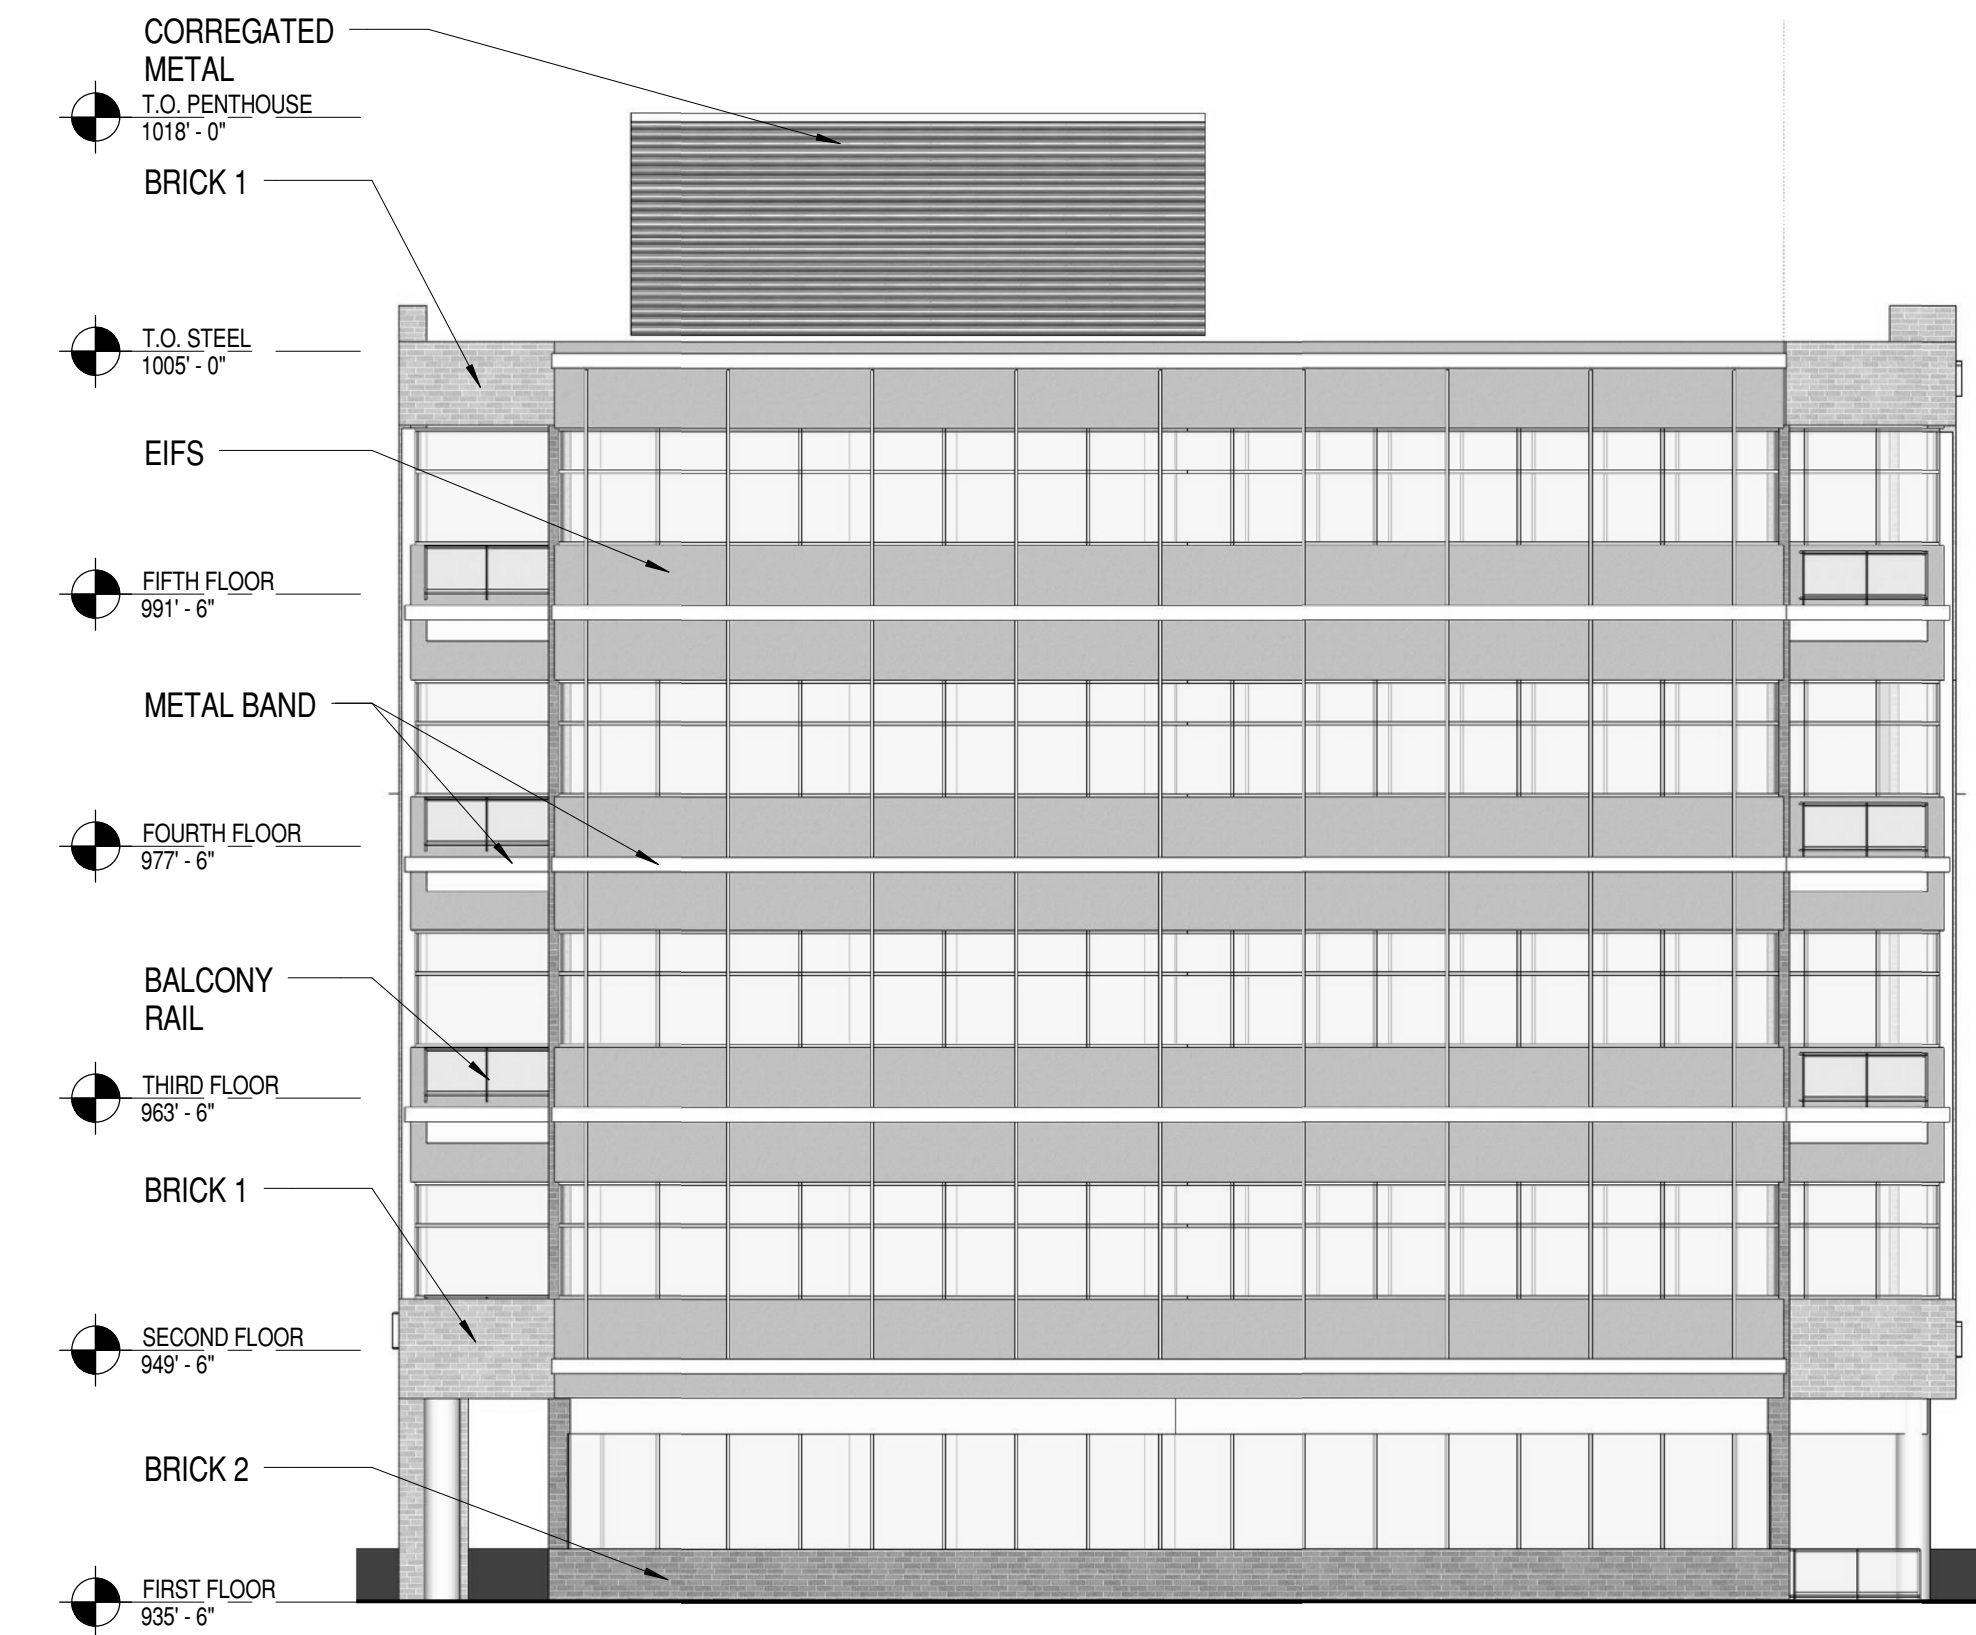 CORREGATED
METAL
T.O. PENTHOUSE
1018' - 0"
BRICK 1
T.O. STEEL
1005' - 0"
EIFS
FIFTH FLOOR
991' - 6"
METAL BAND
FOURTH FLOOR
977' - 6"
BALCONY
RAIL
THIRD FLOOR
963' - 6"
BRICK 1
SECOND FLOOR
949' - 6"
BRICK 2
FIRST FLOOR
935' - 6"